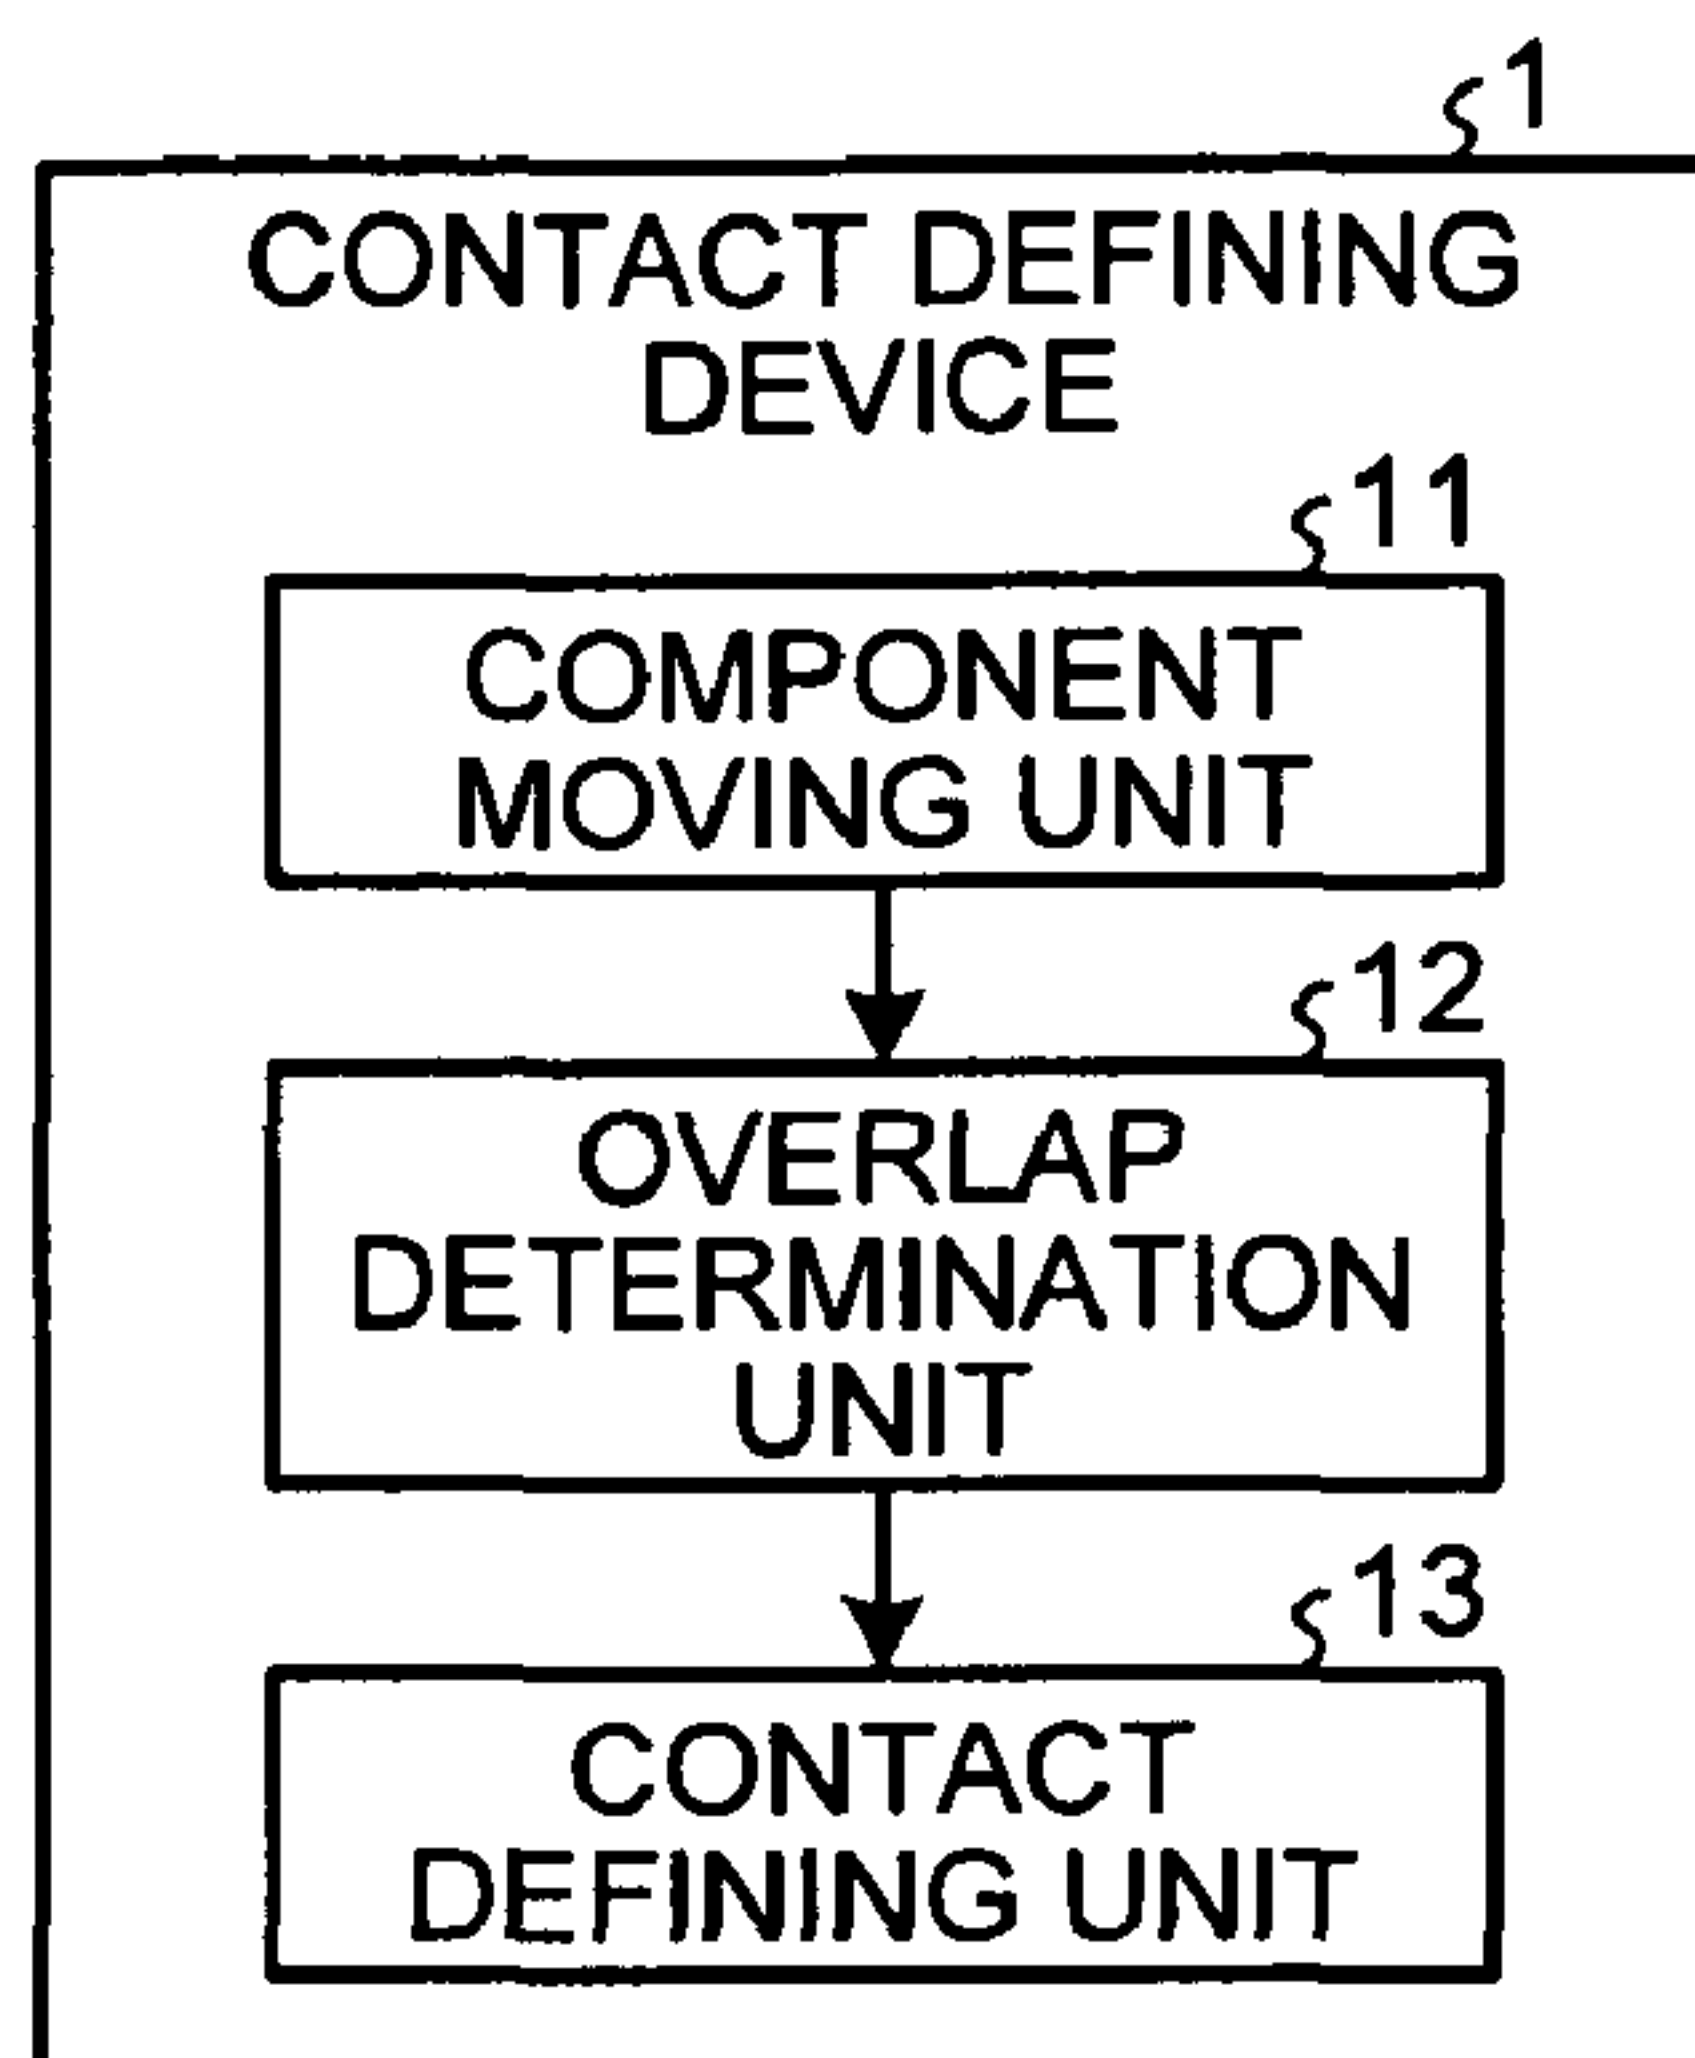 1
CONTACT DEFINING
DEVICE
11
COMPONENT
MOVING UNIT
12
OVERLAP
DETERMINATION
UNIT
13
CONTACT
DEFINING UNIT